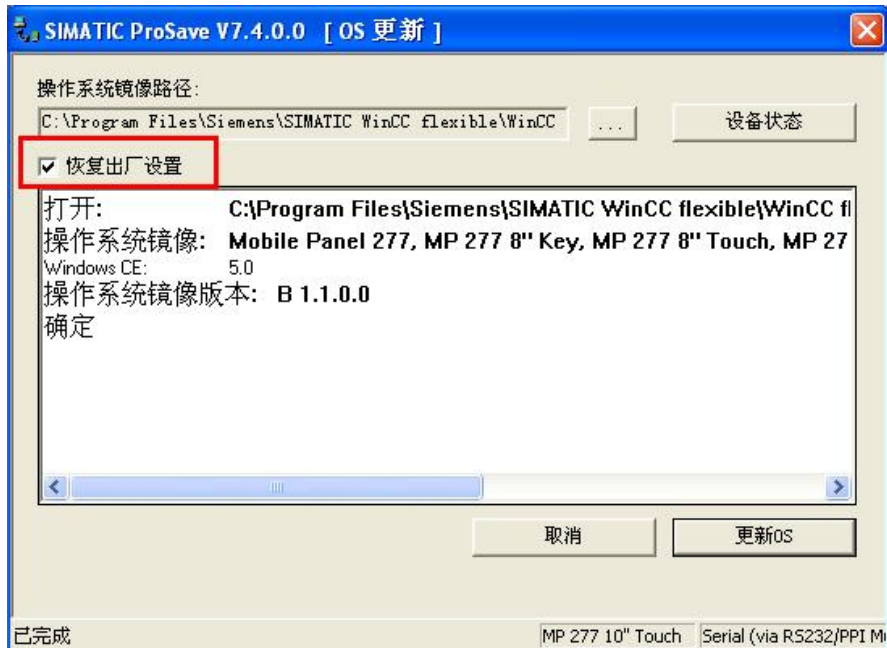 SIMATIC ProSave V7.4.0.0 [ OS 更新 ]
操作系统镜像路径:
C:\Program Files\Siemens\SIMATIC WinCC flexible\WinCC
...
设备状态
恢复出厂设置
打开: C:\Program Files\Siemens\SIMATIC WinCC flexible\WinCC fl
操作系统镜像: Mobile Panel 277, MP 277 8'' Key, MP 277 8'' Touch, MP 27
Windows CE: 5.0
操作系统镜像版本: B 1.1.0.0
确定
取消
更新OS
已完成
MP 277 10" Touch
Serial (via RS232/PPI M